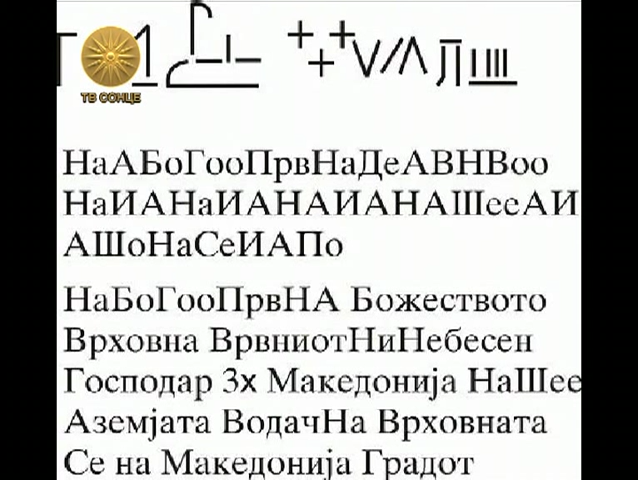 ТВ СОНЦЕ
НаАБоГооПрвНаДеАВНВоо
НаИАНаИАНАИАНАШееАИ
АШоНаСеИАПо
НаБоГооПрвНА Божеството
Врховна ВрвниотНиНебесен
Господар 3х Македонија НаШее
Аземјата ВодачНа Врховната
Се на Македонија Градот